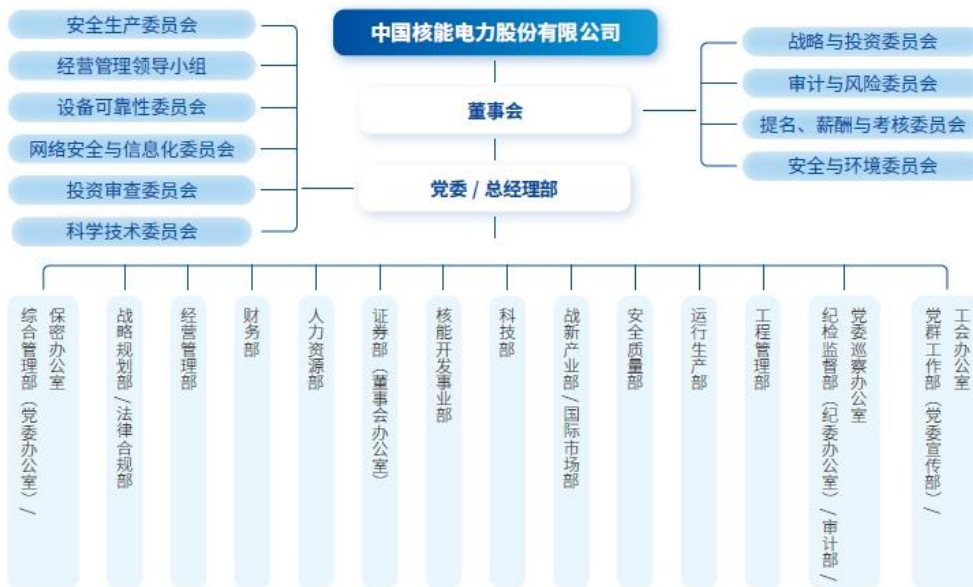 中国核能电力股份有限公司
董事会
党委 / 总经理部
安全生产委员会
经营管理领导小组
设备可靠性委员会
网络安全与信息化委员会
投资审查委员会
科学技术委员会
战略与投资委员会
审计与风险委员会
提名、薪酬与考核委员会
安全与环境委员会
综合管理部（党委办公室）/
保密办公室
战略规划部/法律合规部
经营管理部
财务部
人力资源部
证券部（董事会办公室）
核能开发事业部
科技部
战新产业部/国际市场部
安全质量部
运行生产部
工程管理部
纪检监督部（纪委办公室）/审计部/
党委巡察办公室
党群工作部（党委宣传部）/
工会办公室